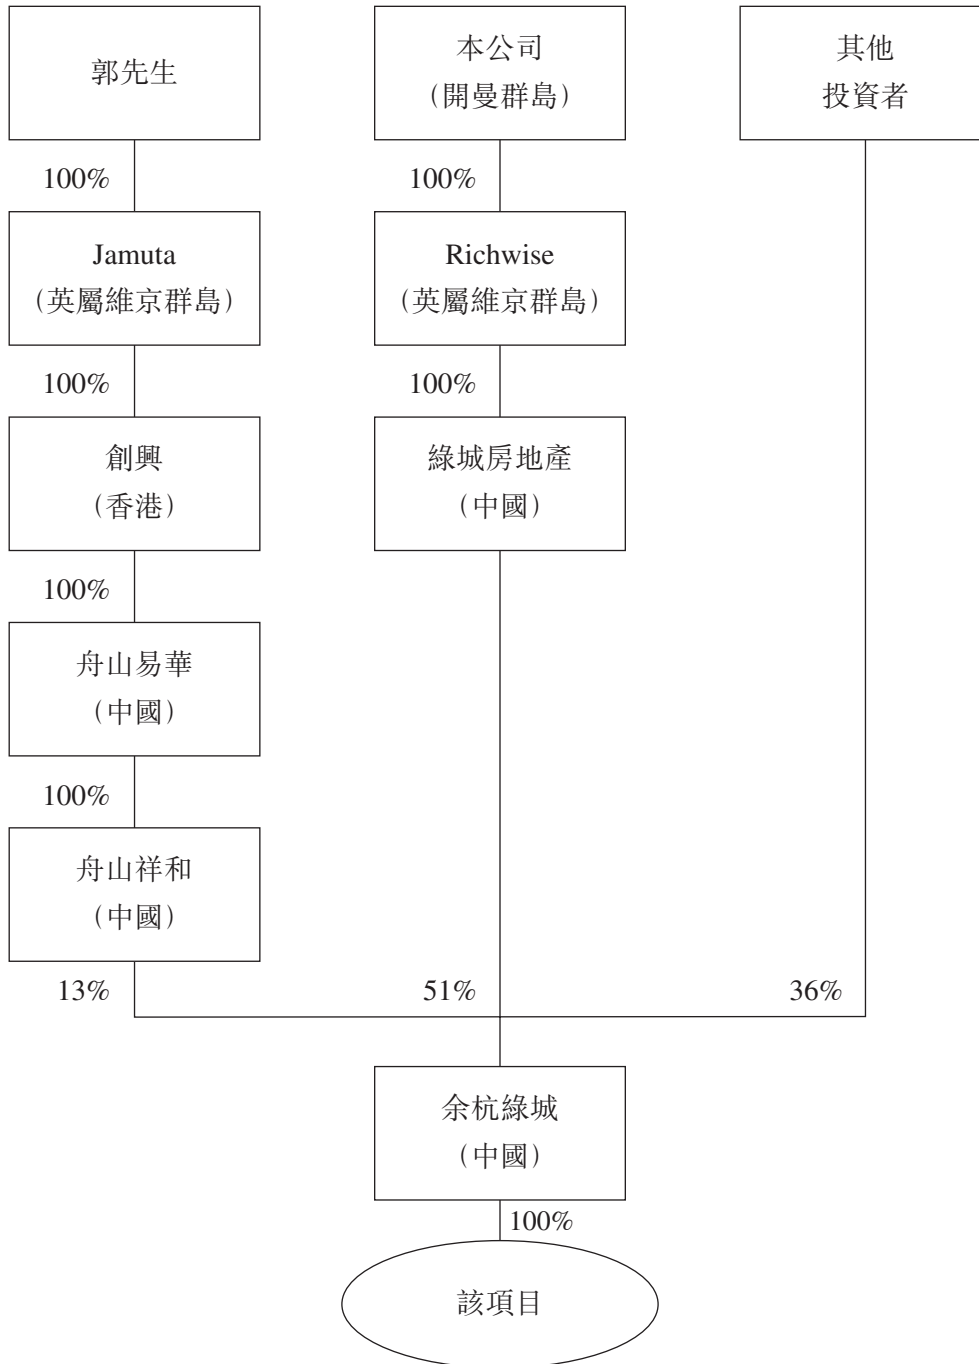 郭先生
本公司
（開曼群島）
其他
投資者
100%
100%
Jamuta
（英屬維京群島）
Richwise
（英屬維京群島）
100%
100%
創興
（香港）
綠城房地產
（中國）
100%
舟山易華
（中國）
100%
舟山祥和
（中國）
13%
51%
36%
余杭綠城
（中國）
100%
該項目